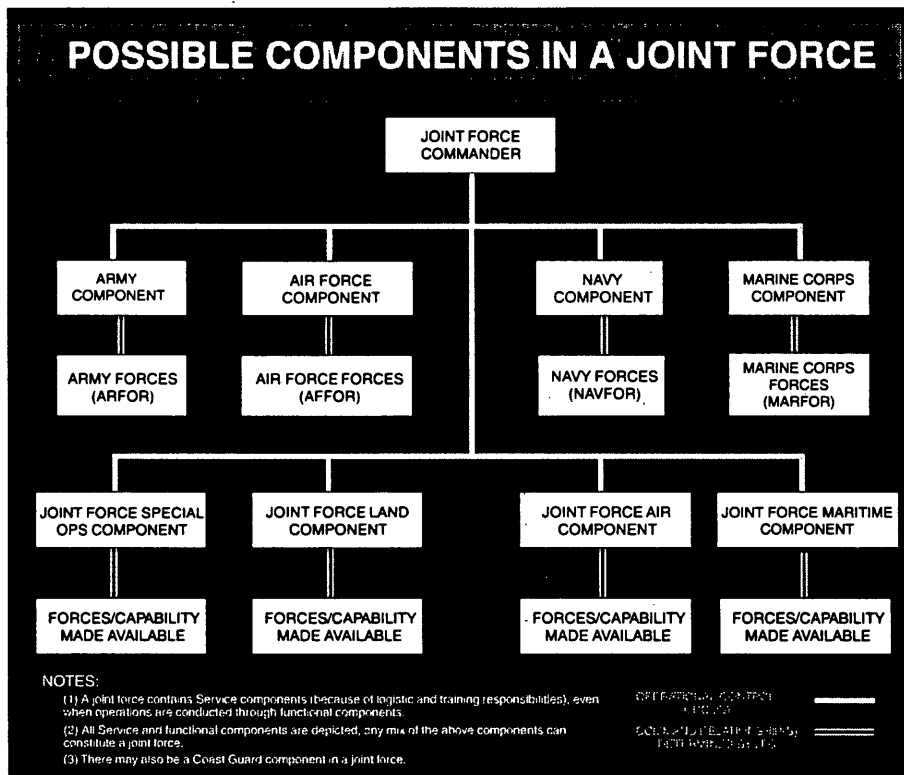 POSSIBLE COMPONENTS IN A JOINT FORCE
JOINT FORCE
COMMANDER
ARMY
COMPONENT
AIR FORCE
COMPONENT
NAVY
COMPONENT
MARINE CORPS
COMPONENT
ARMY FORCES
(ARFOR)
AIR FORCE FORCES
(AFFOR)
NAVY FORCES
(NAVFOR)
MARINE CORPS
FORCES
(MARFOR)
JOINT FORCE SPECIAL
OPS COMPONENT
JOINT FORCE LAND
COMPONENT
JOINT FORCE AIR
COMPONENT
JOINT FORCE MARITIME
COMPONENT
FORCES/CAPABILITY
MADE AVAILABLE
FORCES/CAPABILITY
MADE AVAILABLE
FORCES/CAPABILITY
MADE AVAILABLE
FORCES/CAPABILITY
MADE AVAILABLE
NOTES:
(1) A joint force contains Service components (because of logistic and training responsibilities), even
when operations are conducted through functional components.
(2) All Service and functional components are depicted, any mix of the above components can
constitute a joint force.
(3) There may also be a Coast Guard component in a joint force.
OPERATIONAL CONTROL